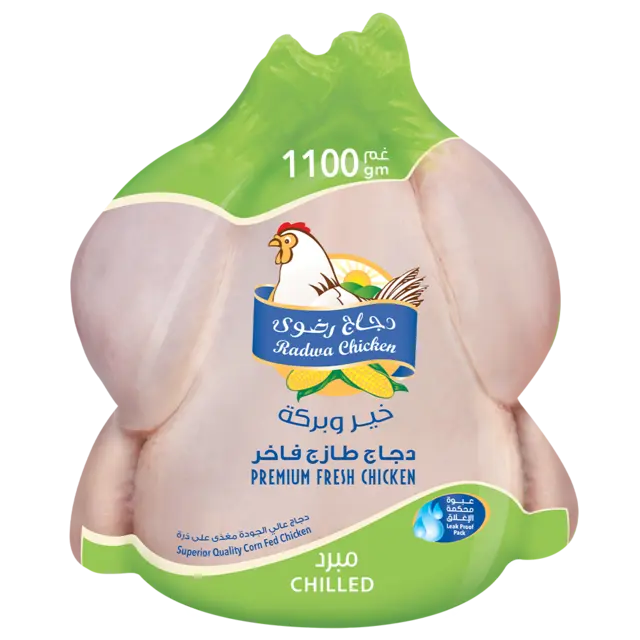 1100 غم
gm
دجاج رضوى
Radwa Chicken
خير وبركة
دجاج طازج فاخر
PREMIUM FRESH CHICKEN
دجاج عالي الجودة مغذى على ذرة
Superior Quality Corn Fed Chicken
عبوة
محكمة
الإغلاق
Leak Proof
Pack
مبرد
CHILLED